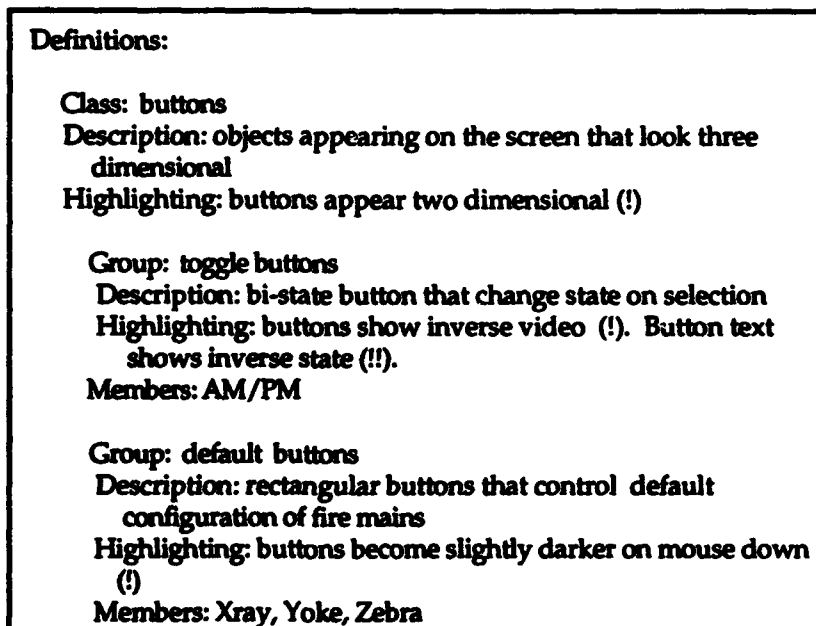 Definitions:
Class: buttons
Description: objects appearing on the screen that look three
dimensional
Highlighting: buttons appear two dimensional (!)
Group: toggle buttons
Description: bi-state button that change state on selection
Highlighting: buttons show inverse video (!). Button text
shows inverse state (!!).
Members: AM/PM
Group: default buttons
Description: rectangular buttons that control default
configuration of fire mains
Highlighting: buttons become slightly darker on mouse down
(!)
Members: Xray, Yoke, Zebra